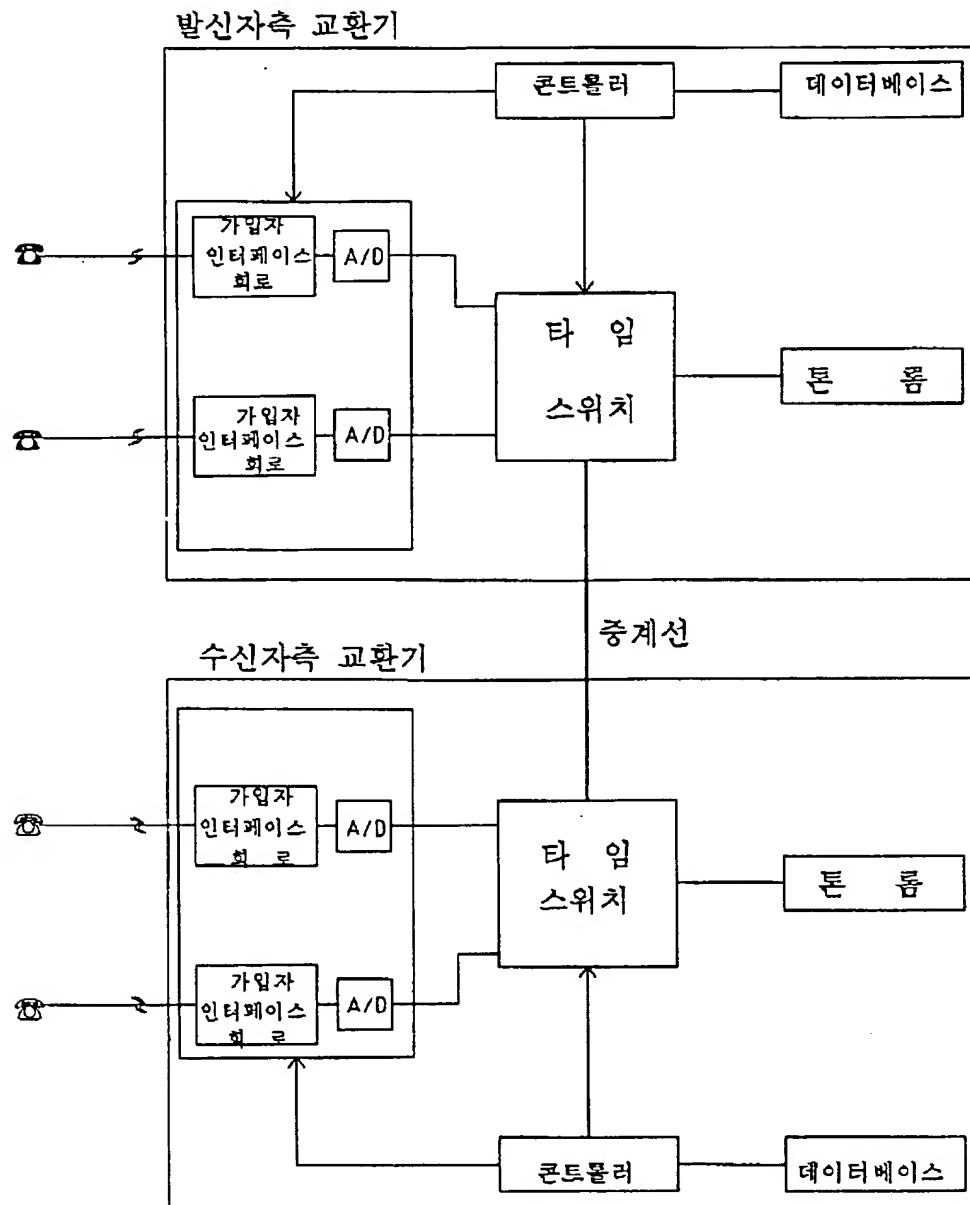 발신자측 교환기
콘트롤러
데이터베이스
가입자
인터페이스
회로
A/D
타 임
스위치
톤 롬
가입자
인터페이스
회로
A/D
중계선
수신자측 교환기
가입자
인터페이스
회 로
A/D
타 임
스위치
톤 롬
가입자
인터페이스
회 로
A/D
콘트롤러
데이터베이스